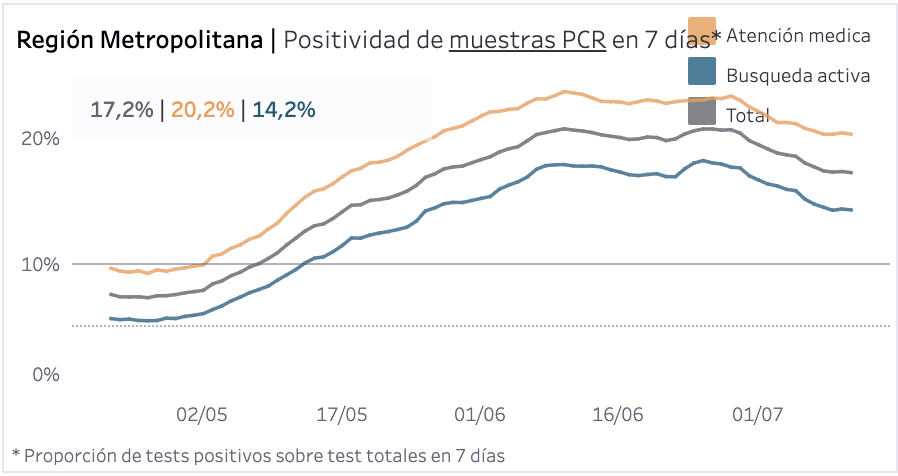 Región Metropolitana | Positividad de muestras PCR en 7 días*
Atención medica
Busqueda activa
Total
17,2% | 20,2% | 14,2%
20%
10%
0%
02/05 17/05 01/06 16/06 01/07
* Proporción de tests positivos sobre test totales en 7 días